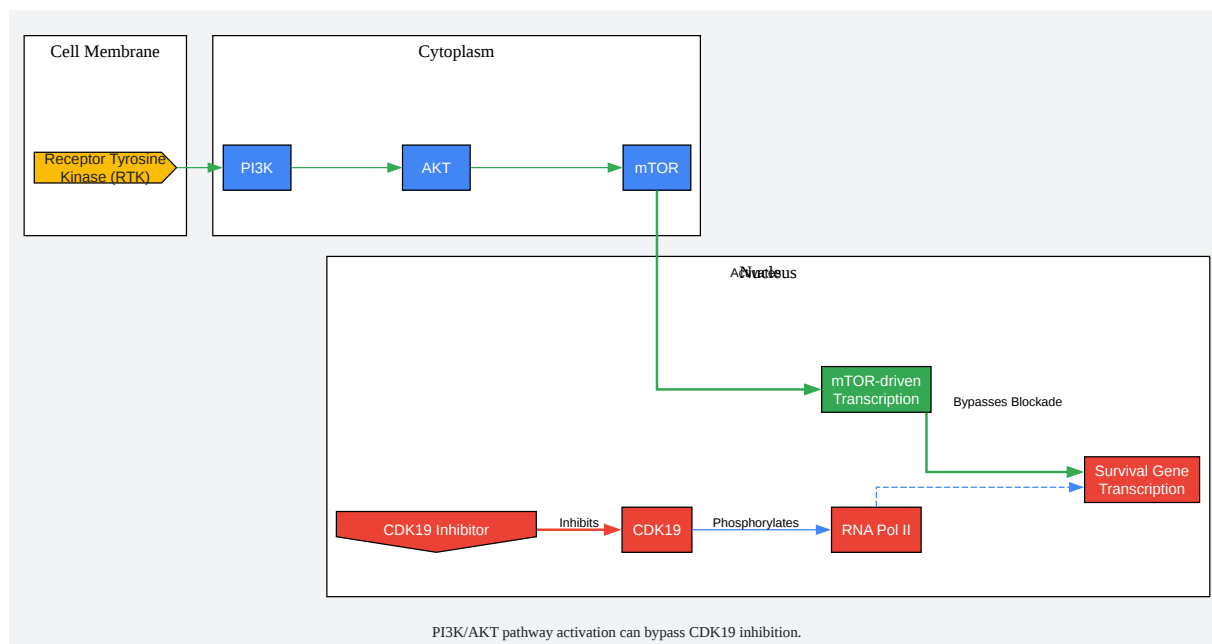 Cell Membrane
Cytoplasm
Receptor Tyrosine
Kinase (RTK)
PI3K
AKT
mTOR
Nucleus
Activates
mTOR-driven
Transcription
Bypasses Blockade
Survival Gene
Transcription
CDK19 Inhibitor
Inhibits
CDK19
Phosphorylates
RNA Pol II
PI3K/AKT pathway activation can bypass CDK19 inhibition.